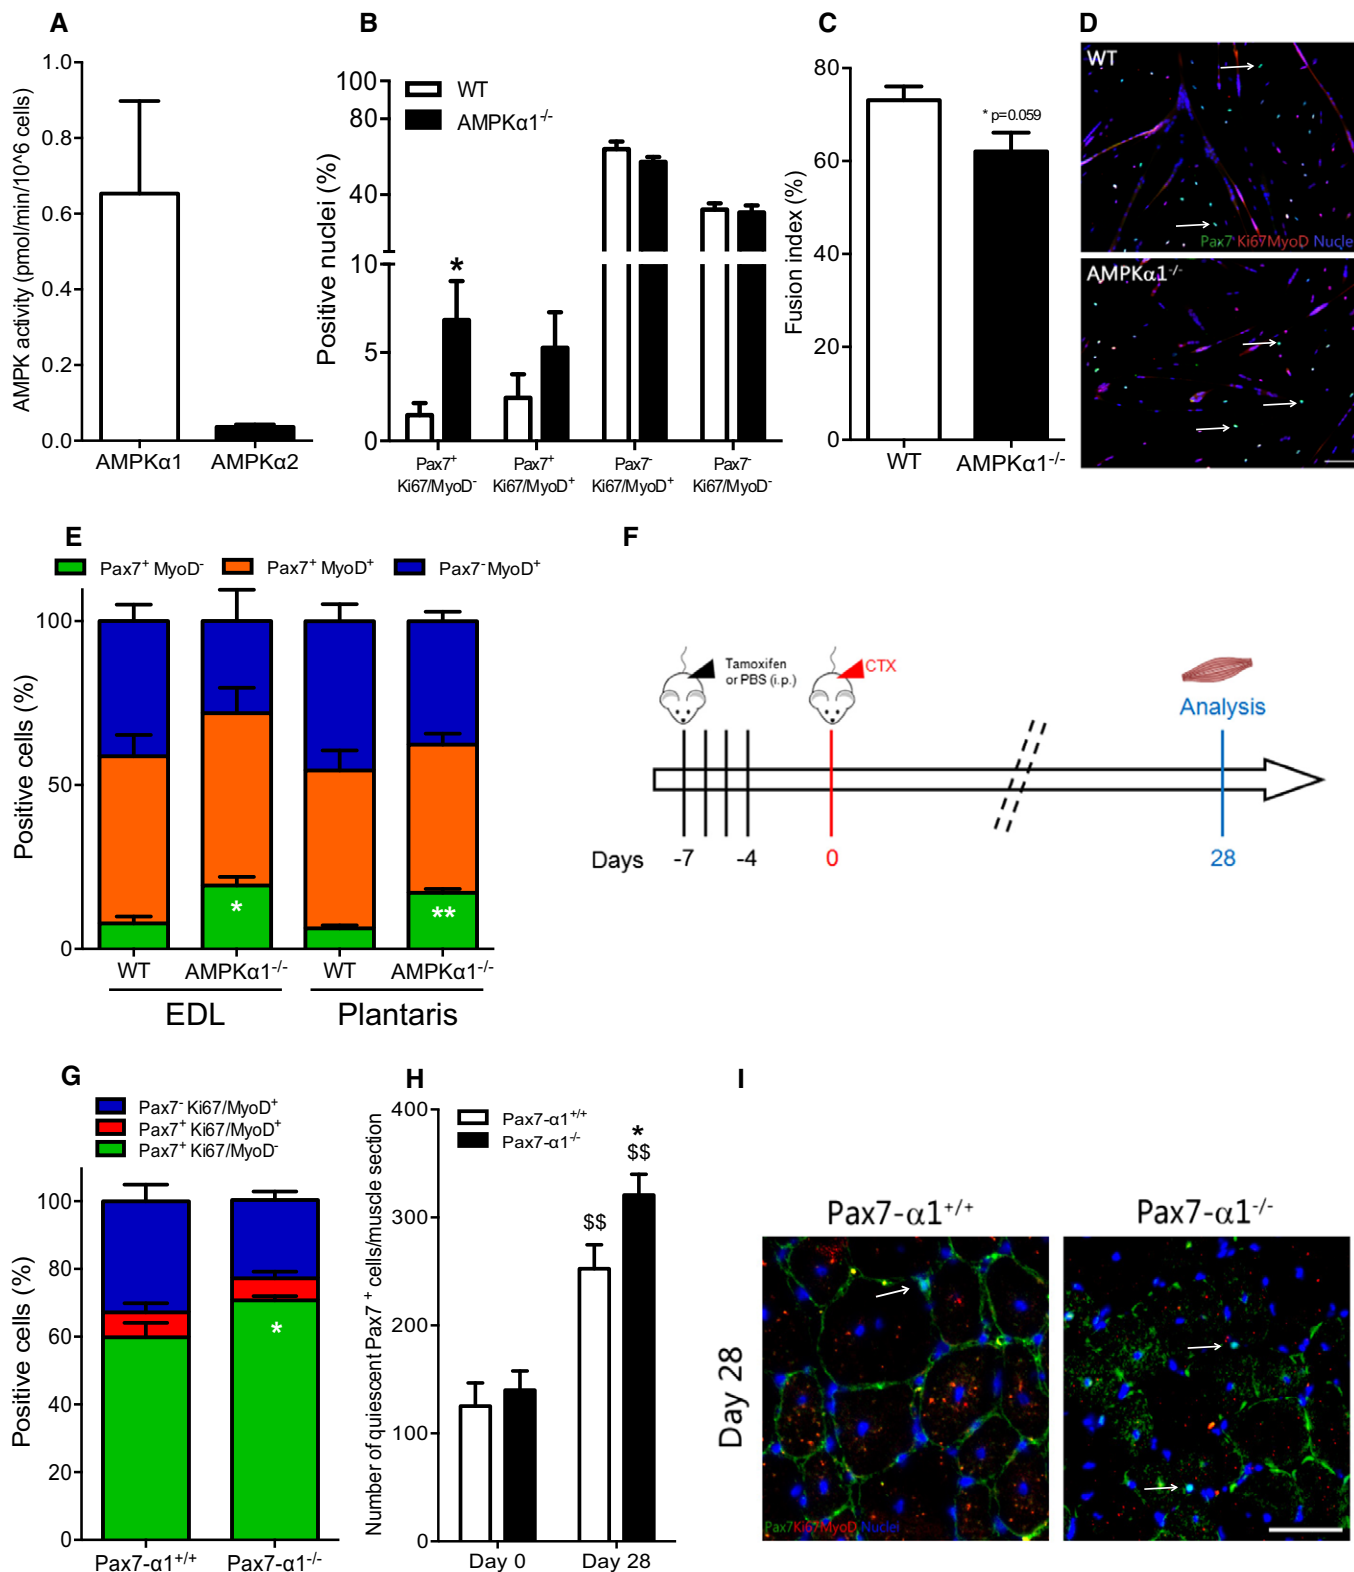 A
AMPK activity (pmol/min/10^6 cells)
1.0
0.8
0.6
0.4
0.2
0.0
AMPKα1
AMPKα2
B
Positive nuclei (%)
100
80
40
10
5
0
WT
AMPKα1-/-
*
Pax7+
Ki67/MyoD-
Pax7+
Ki67/MyoD+
Pax7-
Ki67/MyoD+
Pax7-
Ki67/MyoD-
C
Fusion index (%)
80
60
40
20
0
* p=0.059
WT
AMPKα1-/-
D
WT
Pax7 Ki67MyoD Nuclei
AMPKα1-/-
E
Pax7+ MyoD-
Pax7+ MyoD+
Pax7- MyoD+
Positive cells (%)
100
50
0
*
**
WT
AMPKα1-/-
WT
AMPKα1-/-
EDL
Plantaris
F
Tamoxifen
or PBS (i.p.)
CTX
Analysis
Days
-7
-4
0
28
G
Pax7- Ki67/MyoD+
Pax7+ Ki67/MyoD+
Pax7+ Ki67/MyoD-
Positive cells (%)
100
80
60
40
20
0
*
Pax7-α1+/+
Pax7-α1-/-
H
Number of quiescent Pax7+ cells/muscle section
400
300
200
100
0
Pax7-α1+/+
Pax7-α1-/-
$$
*
$$
Day 0
Day 28
I
Pax7-α1+/+
Pax7-α1-/-
Day 28
Pax7Ki67MyoD Nuclei